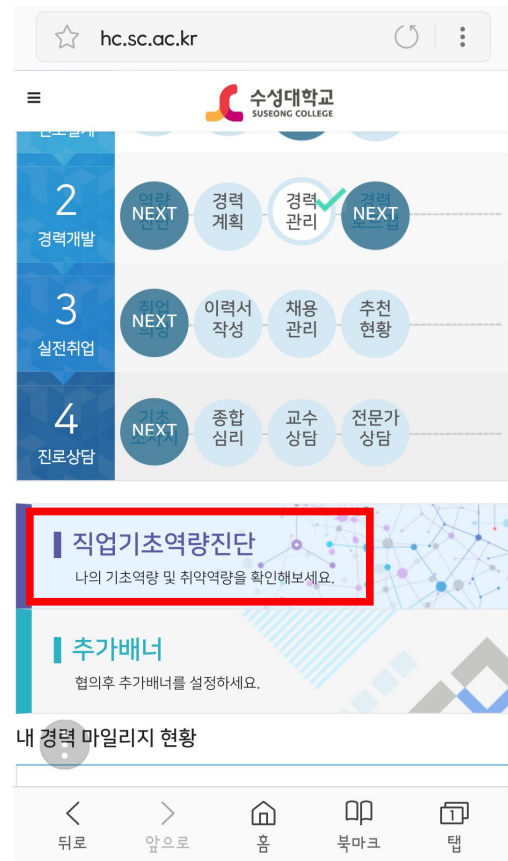 hc.sc.ac.kr
수성대학교
SUSEONG COLLEGE
2
경력개발
NEXT
경력
계획
경력
관리
NEXT
3
실전취업
NEXT
이력서
작성
채용
관리
추천
현황
4
진로상담
NEXT
종합
심리
교수
상담
전문가
상담
직업기초역량진단
나의 기초역량 및 취약역량을 확인해보세요.
추가배너
협의후 추가배너를 설정하세요.
내 경력 마일리지 현황
뒤로
앞으로
홈
북마크
1
탭